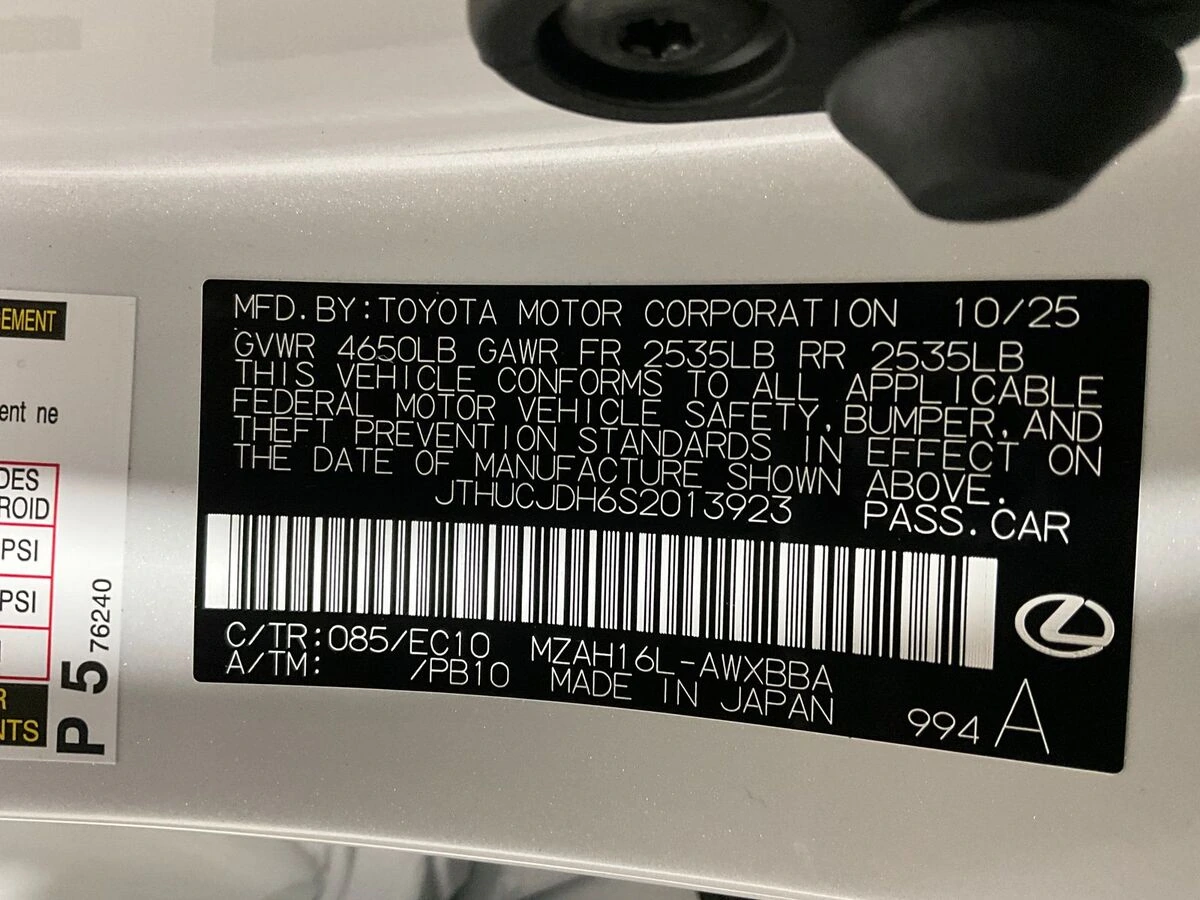 MFD.BY:TOYOTA MOTOR CORPORATION 10/25
GVWR 4650LB GAWR FR 2535LB RR 2535LB
THIS VEHICLE CONFORMS TO ALL APPLICABLE
FEDERAL MOTOR VEHICLE SAFETY,BUMPER,AND
THEFT PREVENTION STANDARDS IN EFFECT ON
THE DATE OF MANUFACTURE SHOWN ABOVE.
JTHUCJDH6S2013923 PASS.CAR
C/TR:085/EC10 MZAH16L-AWXBBA
A/TM: /PB10 MADE IN JAPAN
994 A
EMENT
ent ne
DES
ROID
PSI
PSI
R
NTS
P 5 76240